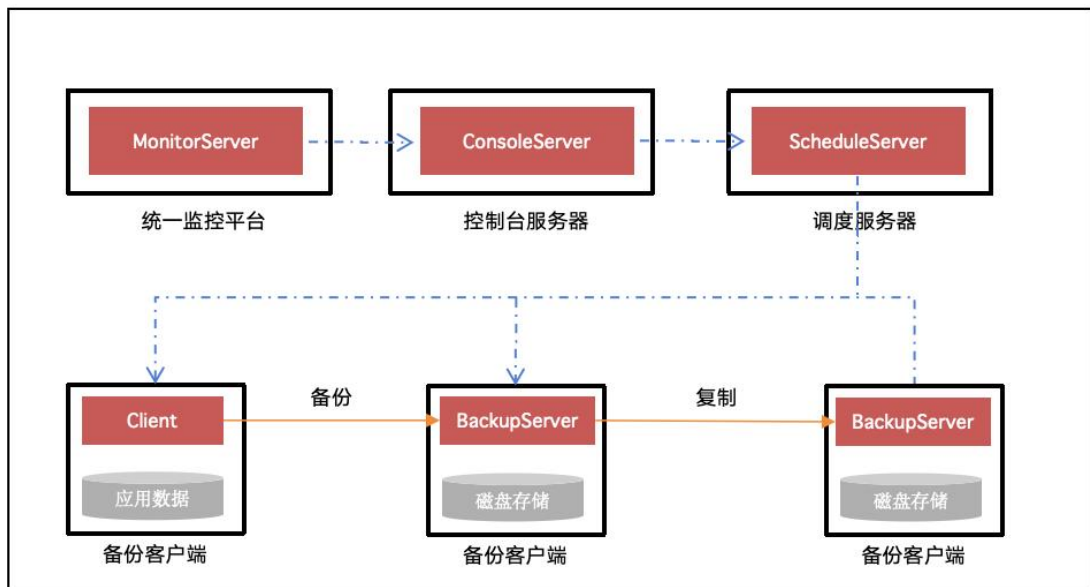 MonitorServer
ConsoleServer
ScheduleServer
统一监控平台
控制台服务器
调度服务器
备份
复制
Client
BackupServer
BackupServer
应用数据
磁盘存储
磁盘存储
备份客户端
备份客户端
备份客户端